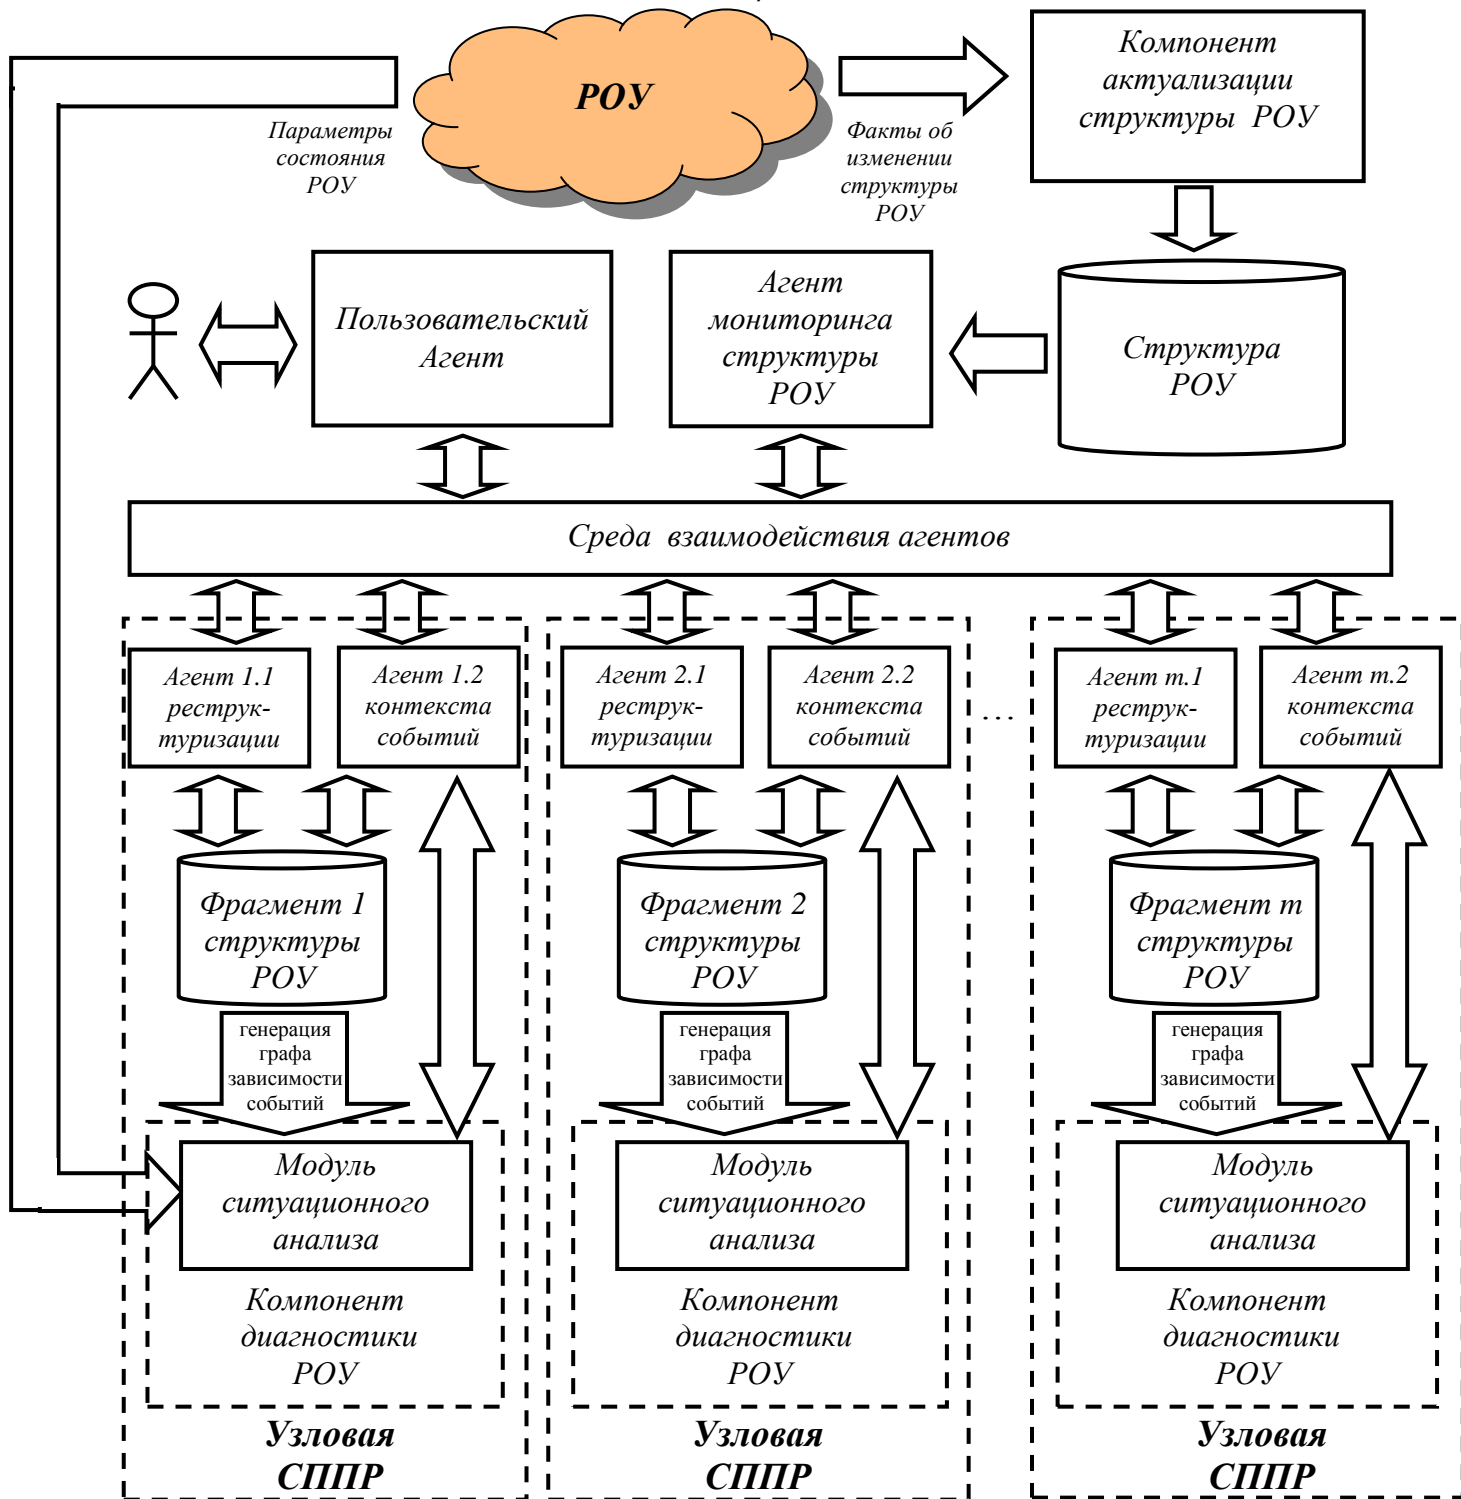 РОУ
Компонент
актуализации
структуры РОУ
Параметры
состояния
РОУ
Факты об
изменении
структуры
РОУ
Пользовательский
Агент
Агент
мониторинга
структуры
РОУ
Структура
РОУ
Среда взаимодействия агентов
Агент 1.1
реструк-
туризации
Агент 1.2
контекста
событий
Агент 2.1
реструк-
туризации
Агент 2.2
контекста
событий
...
Агент m.1
реструк-
туризации
Агент m.2
контекста
событий
Фрагмент 1
структуры
РОУ
Фрагмент 2
структуры
РОУ
Фрагмент m
структуры
РОУ
генерация
графа
зависимости
событий
генерация
графа
зависимости
событий
генерация
графа
зависимости
событий
Модуль
ситуационного
анализа
Модуль
ситуационного
анализа
Модуль
ситуационного
анализа
Компонент
диагностики
РОУ
Компонент
диагностики
РОУ
Компонент
диагностики
РОУ
Узловая
СППР
Узловая
СППР
Узловая
СППР